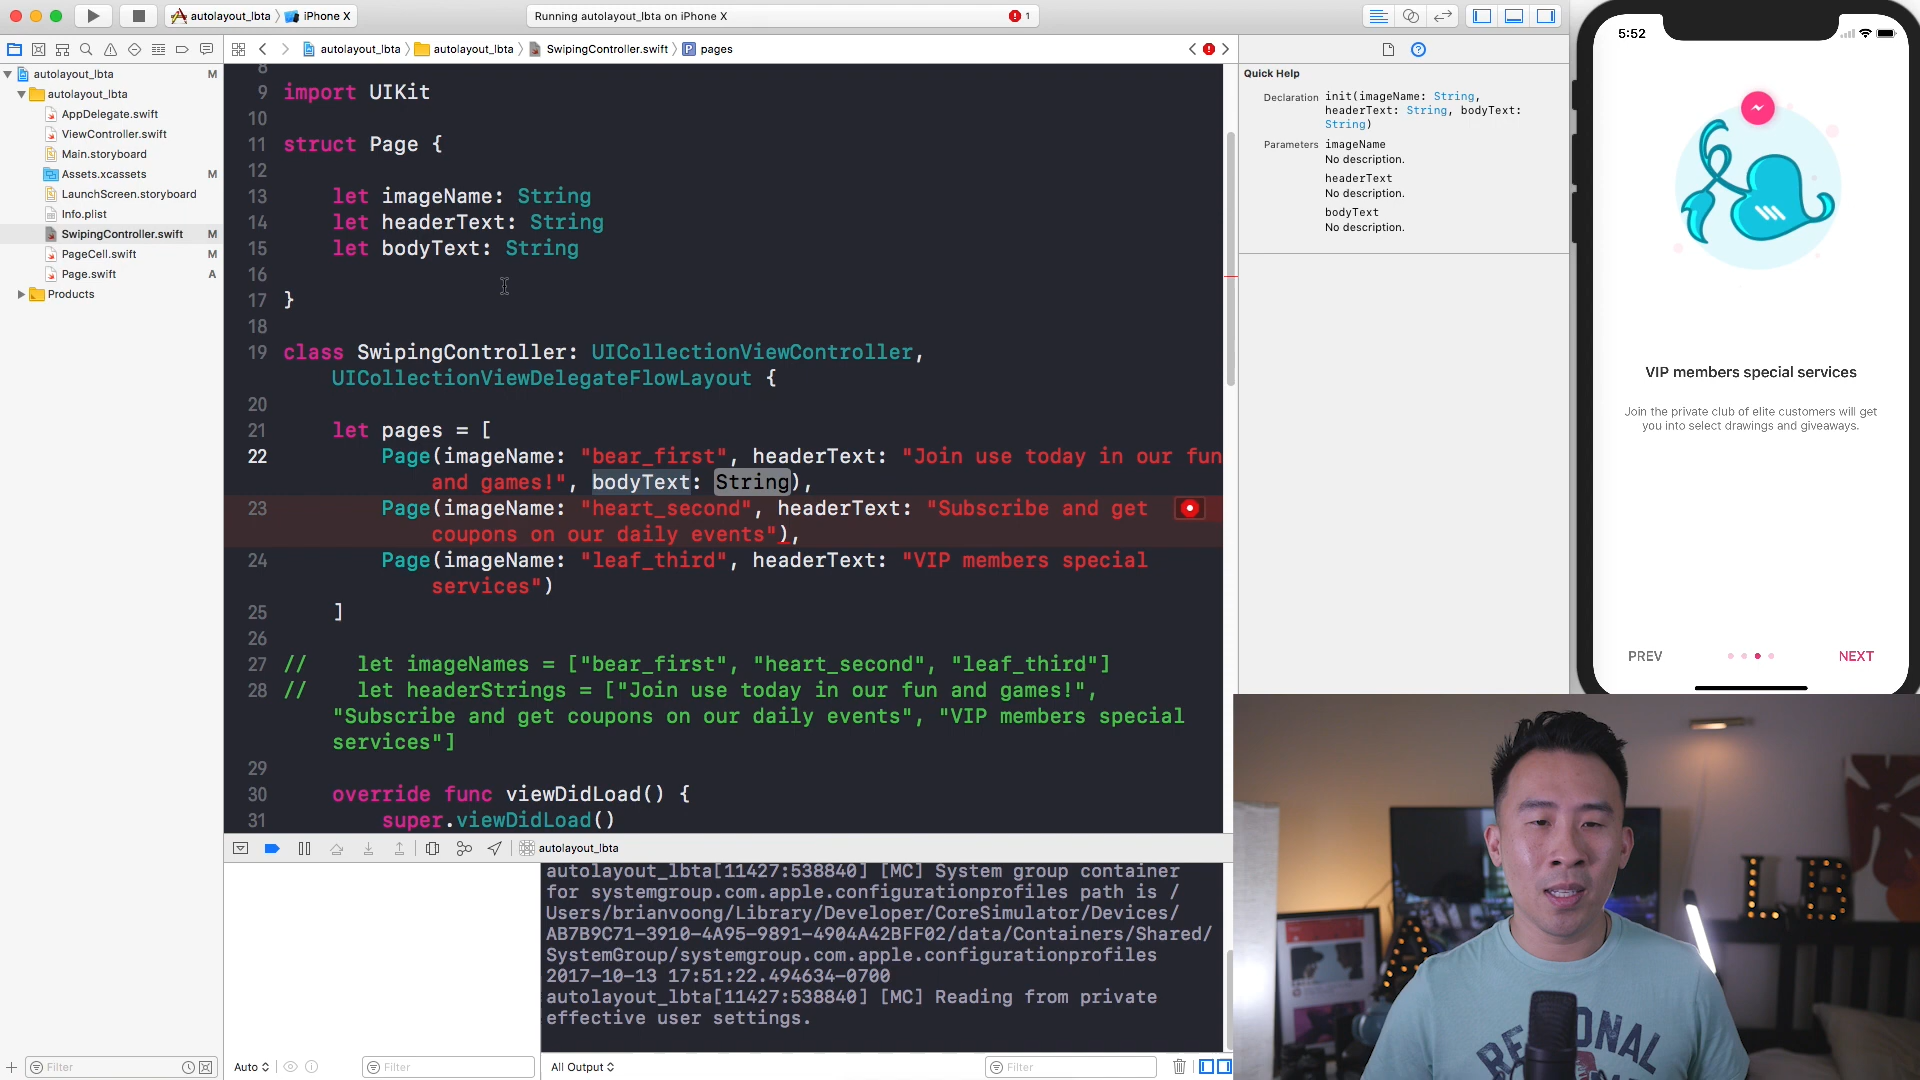 autolayout_lbta
iPhone X
Running autolayout_lbta on iPhone X
1
autolayout_lbta
autolayout_lbta
SwipingController.swift
pages
autolayout_lbta M
autolayout_lbta
AppDelegate.swift
ViewController.swift
Main.storyboard
Assets.xcassets M
LaunchScreen.storyboard
Info.plist
SwipingController.swift M
PageCell.swift M
Page.swift A
Products
8
9 import UIKit
10
11 struct Page {
12
13 let imageName: String
14 let headerText: String
15 let bodyText: String
16
17 }
18
19 class SwipingController: UICollectionViewController,
UICollectionViewDelegateFlowLayout {
20
21 let pages = [
22 Page(imageName: "bear_first", headerText: "Join use today in our fun
and games!", bodyText: String),
23 Page(imageName: "heart_second", headerText: "Subscribe and get
coupons on our daily events"),
24 Page(imageName: "leaf_third", headerText: "VIP members special
services")
25 ]
26
27 // let imageNames = ["bear_first", "heart_second", "leaf_third"]
28 // let headerStrings = ["Join use today in our fun and games!",
"Subscribe and get coupons on our daily events", "VIP members special
services"]
29
30 override func viewDidLoad() {
31 super.viewDidLoad()
autolayout_lbta
autolayout_lbta[11427:538840] [MC] System group container
for systemgroup.com.apple.configurationprofiles path is /
Users/brianvoong/Library/Developer/CoreSimulator/Devices/
AB7B9C71-3910-4A95-9891-4904A42BFF02/data/Containers/Shared/
SystemGroup/systemgroup.com.apple.configurationprofiles
2017-10-13 17:51:22.494634-0700
autolayout_lbta[11427:538840] [MC] Reading from private
effective user settings.
Filter
Auto
Filter
All Output
Filter
Quick Help
Declaration init(imageName: String,
headerText: String, bodyText:
String)
Parameters imageName
No description.
headerText
No description.
bodyText
No description.
5:52
VIP members special services
Join the private club of elite customers will get
you into select drawings and giveaways.
PREV
NEXT
LB